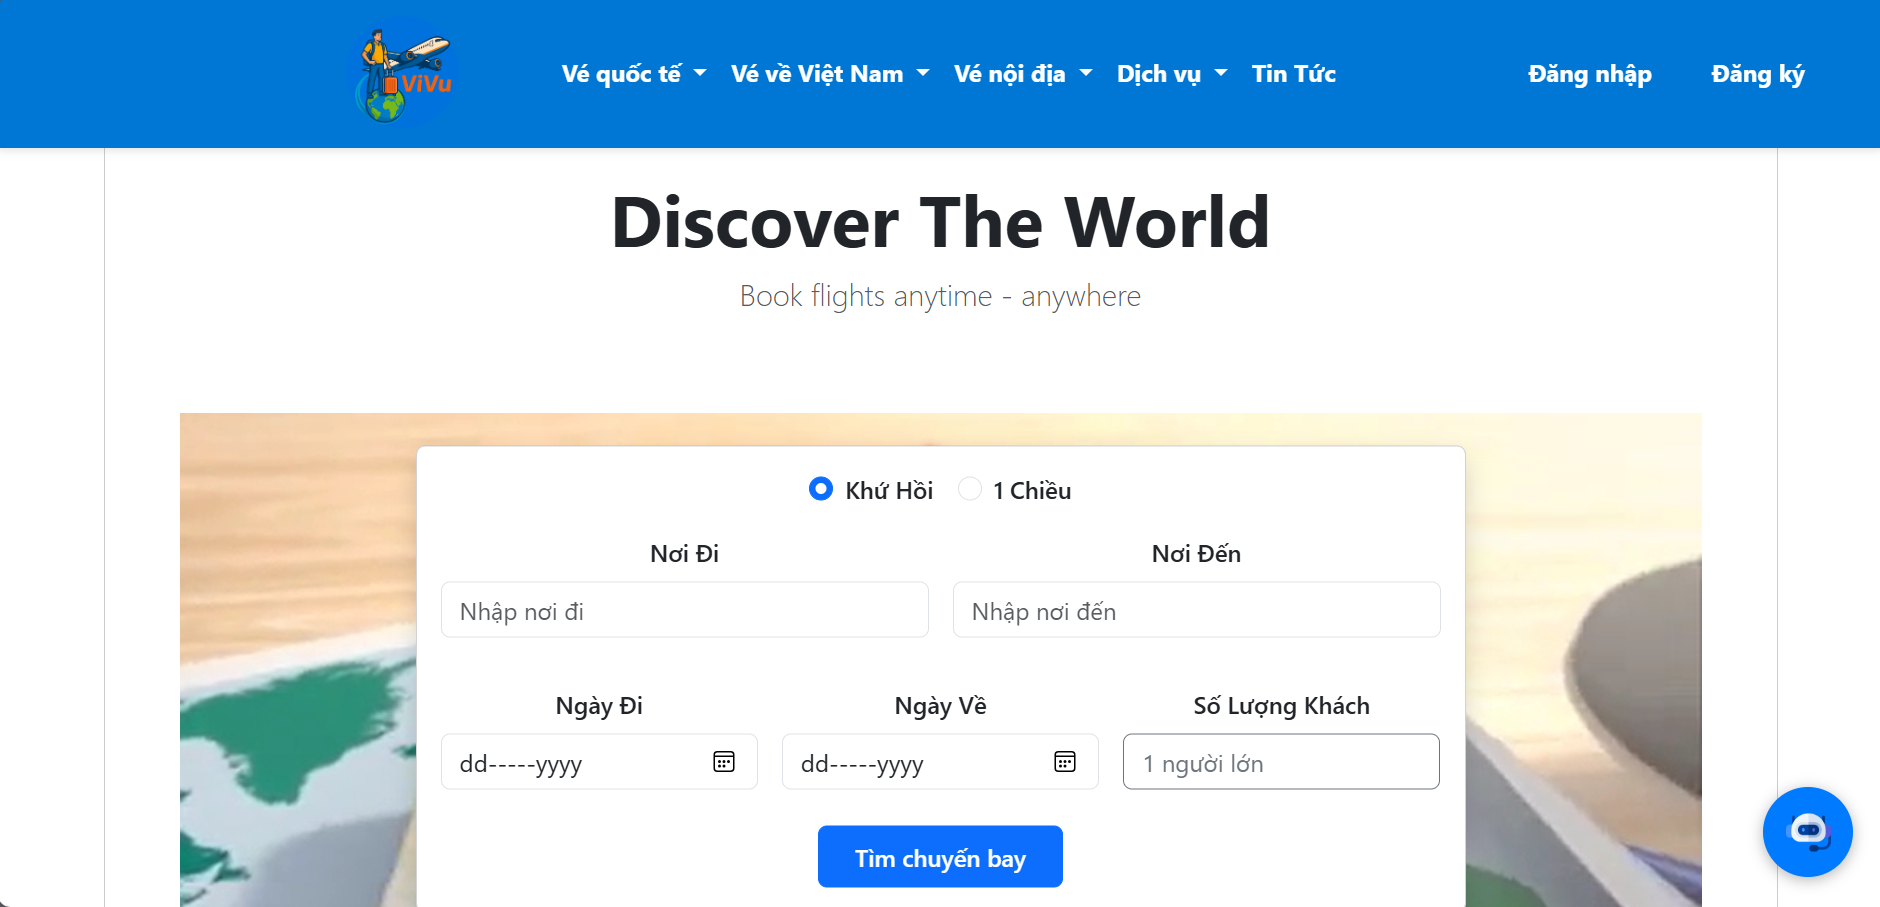 ViVu
Vé quốc tế Vé về Việt Nam Vé nội địa Dịch vụ Tin Tức Đăng nhập Đăng ký
Discover The World
Book flights anytime - anywhere
Khứ Hồi 1 Chiều
Nơi Đi Nơi Đến
Nhập nơi đi Nhập nơi đến
Ngày Đi Ngày Về Số Lượng Khách
dd-----yyyy dd-----yyyy 1 người lớn
Tìm chuyến bay